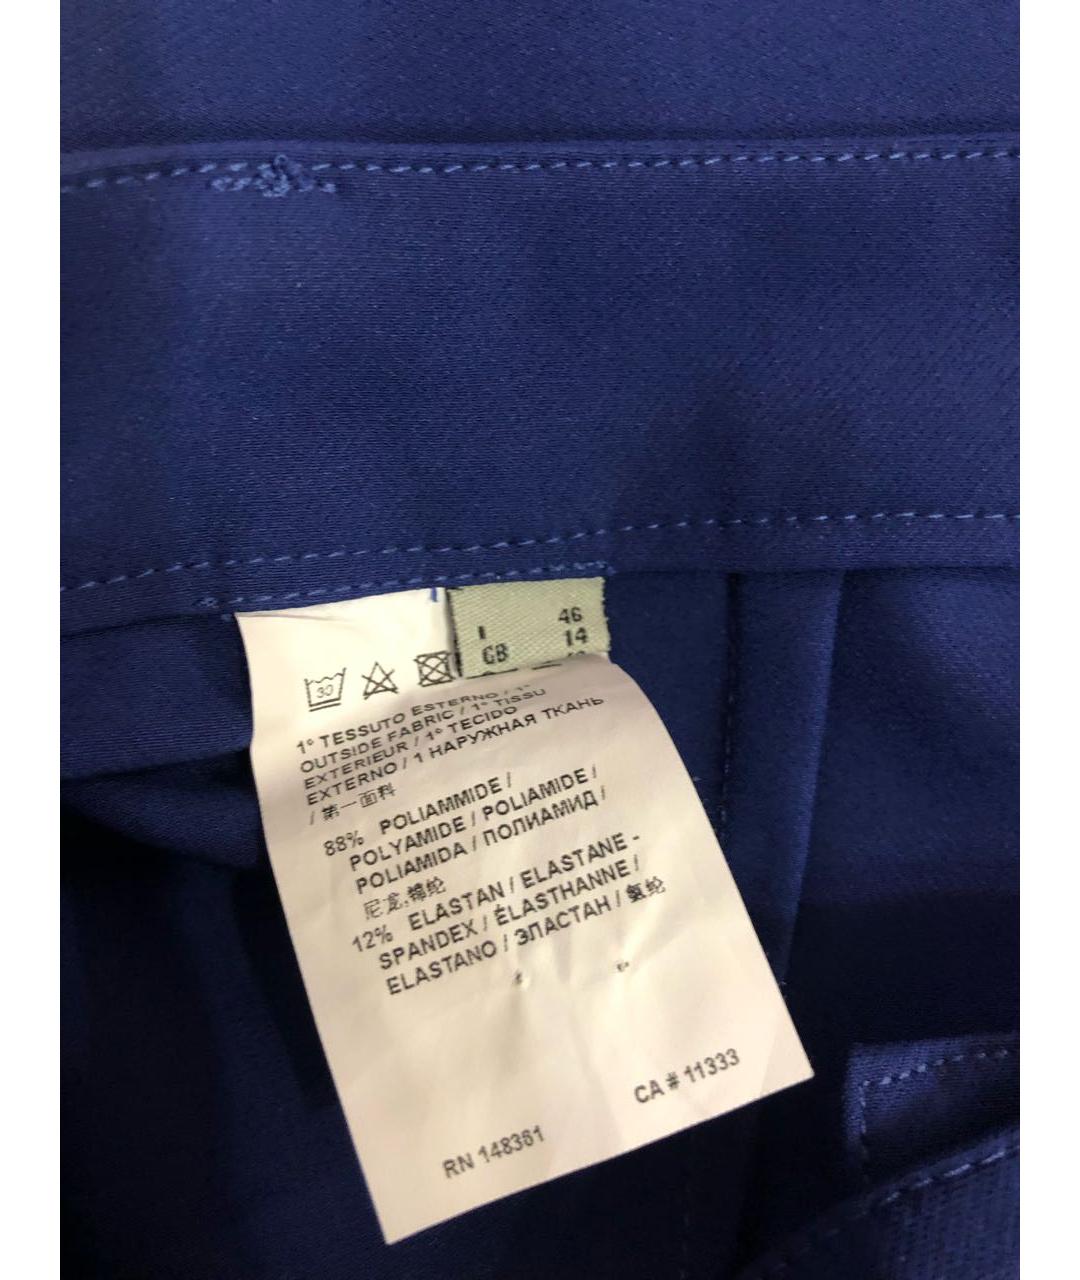 I 46
GB 14
30
1° TESSUTO ESTERNO / 1°
OUTSIDE FABRIC / 1° TISSU
EXTERIEUR / 1° TECIDO
EXTERNO / 1 НАРУЖНАЯ ТКАНЬ
/ 第一面料
88% POLIAMMIDE /
POLYAMIDE / POLIAMIDE /
POLIAMIDA / ПОЛИАМИД /
尼龙,锦纶
12% ELASTAN / ELASTANE -
SPANDEX / ÉLASTHANNE /
ELASTANO / ЭЛАСТАН / 氨纶
CA # 11333
RN 148361